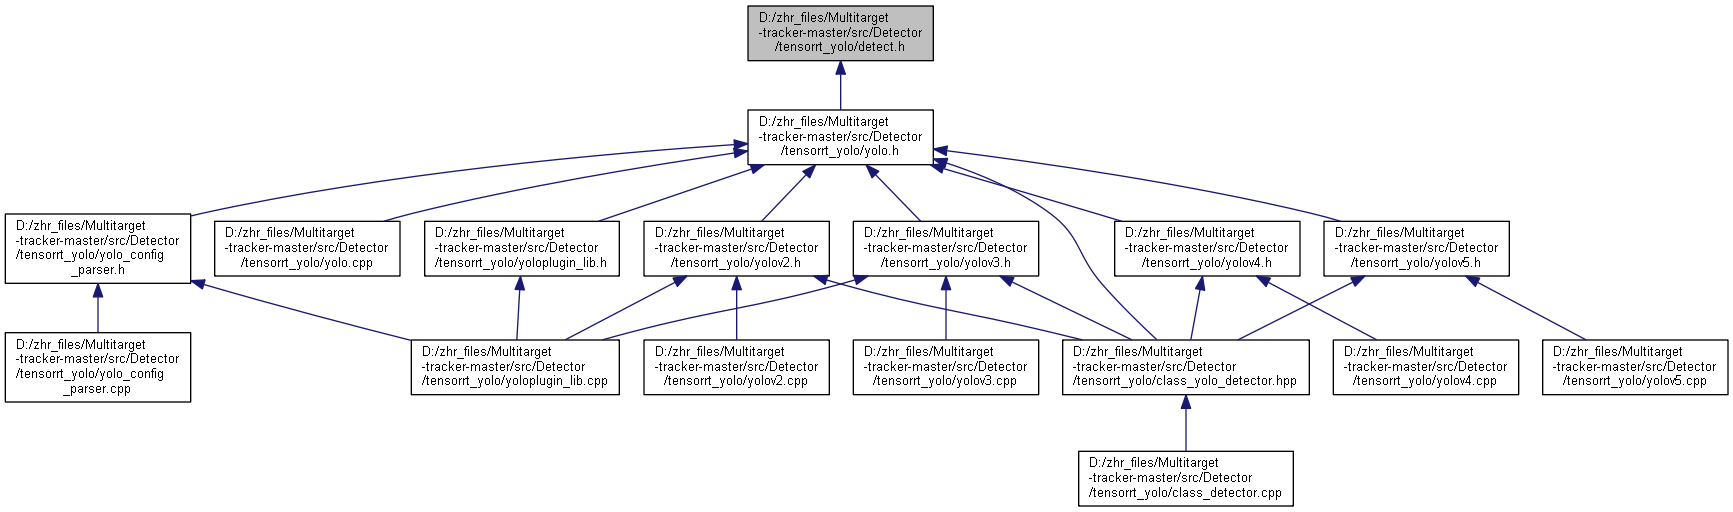 D:/zhr_files/Multitarget
-tracker-master/src/Detector
/tensorrt_yolo/detect.h
D:/zhr_files/Multitarget
-tracker-master/src/Detector
/tensorrt_yolo/yolo.h
D:/zhr_files/Multitarget
-tracker-master/src/Detector
/tensorrt_yolo/yolo_config
_parser.h
D:/zhr_files/Multitarget
-tracker-master/src/Detector
/tensorrt_yolo/yolo.cpp
D:/zhr_files/Multitarget
-tracker-master/src/Detector
/tensorrt_yolo/yoloplugin_lib.h
D:/zhr_files/Multitarget
-tracker-master/src/Detector
/tensorrt_yolo/yolov2.h
D:/zhr_files/Multitarget
-tracker-master/src/Detector
/tensorrt_yolo/yolov3.h
D:/zhr_files/Multitarget
-tracker-master/src/Detector
/tensorrt_yolo/yolov4.h
D:/zhr_files/Multitarget
-tracker-master/src/Detector
/tensorrt_yolo/yolov5.h
D:/zhr_files/Multitarget
-tracker-master/src/Detector
/tensorrt_yolo/yolo_config
_parser.cpp
D:/zhr_files/Multitarget
-tracker-master/src/Detector
/tensorrt_yolo/yoloplugin_lib.cpp
D:/zhr_files/Multitarget
-tracker-master/src/Detector
/tensorrt_yolo/yolov2.cpp
D:/zhr_files/Multitarget
-tracker-master/src/Detector
/tensorrt_yolo/yolov3.cpp
D:/zhr_files/Multitarget
-tracker-master/src/Detector
/tensorrt_yolo/class_yolo_detector.hpp
D:/zhr_files/Multitarget
-tracker-master/src/Detector
/tensorrt_yolo/yolov4.cpp
D:/zhr_files/Multitarget
-tracker-master/src/Detector
/tensorrt_yolo/yolov5.cpp
D:/zhr_files/Multitarget
-tracker-master/src/Detector
/tensorrt_yolo/class_detector.cpp